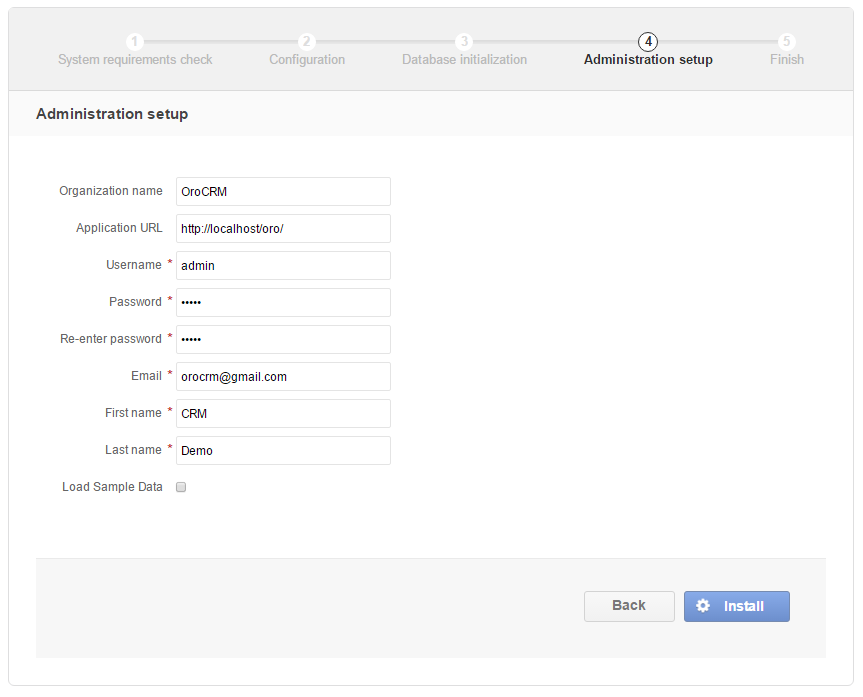 1 2 3 4 5
System requirements check Configuration Database initialization Administration setup Finish
Administration setup
Organization name OroCRM
Application URL http://localhost/oro/
Username * admin
Password * •••••
Re-enter password * •••••
Email * orocrm@gmail.com
First name * CRM
Last name * Demo
Load Sample Data
Back Install